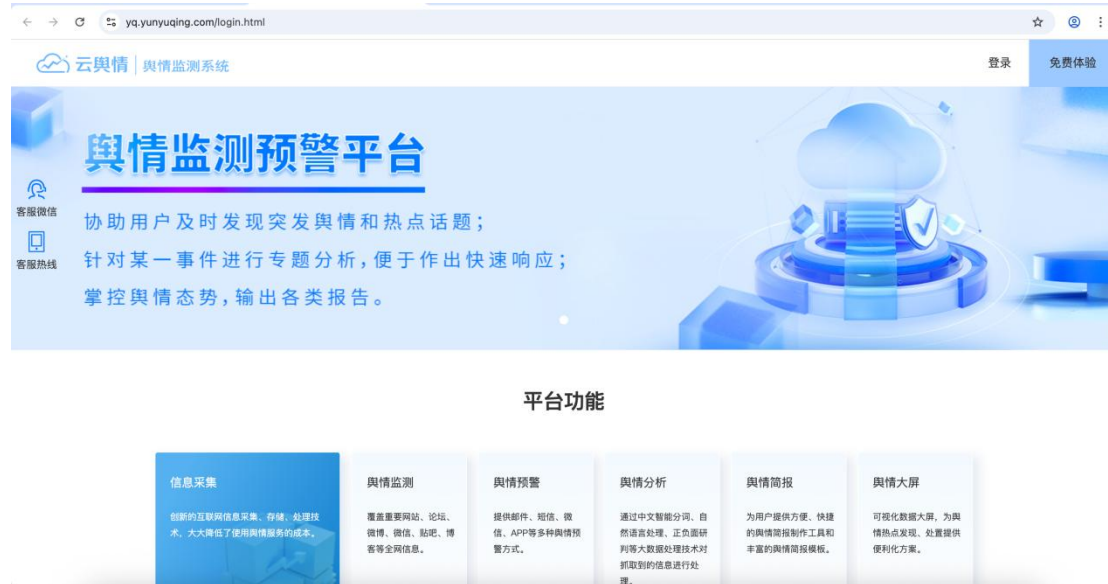 yq.yunyuqing.com/login.html
云舆情 舆情监测系统
登录
免费体验
舆情监测预警平台
协助用户及时发现突发舆情和热点话题；
针对某一事件进行专题分析，便于作出快速响应；
掌控舆情态势，输出各类报告。
客服微信
客服热线
平台功能
信息采集
创新的互联网信息采集、存储、处理技
术，大大降低了使用舆情服务的成本。
舆情监测
覆盖重要网站、论坛、
微博、微信、贴吧、博
客等全网信息。
舆情预警
提供邮件、短信、微
信、APP等多种舆情预
警方式。
舆情分析
通过中文智能分词、自
然语言处理、正负面研
判等大数据处理技术对
抓取到的信息进行处
理。
舆情简报
为用户提供方便、快捷
的舆情简报制作工具和
丰富的舆情简报模板。
舆情大屏
可视化数据大屏，为舆
情热点发现、处置提供
便利化方案。